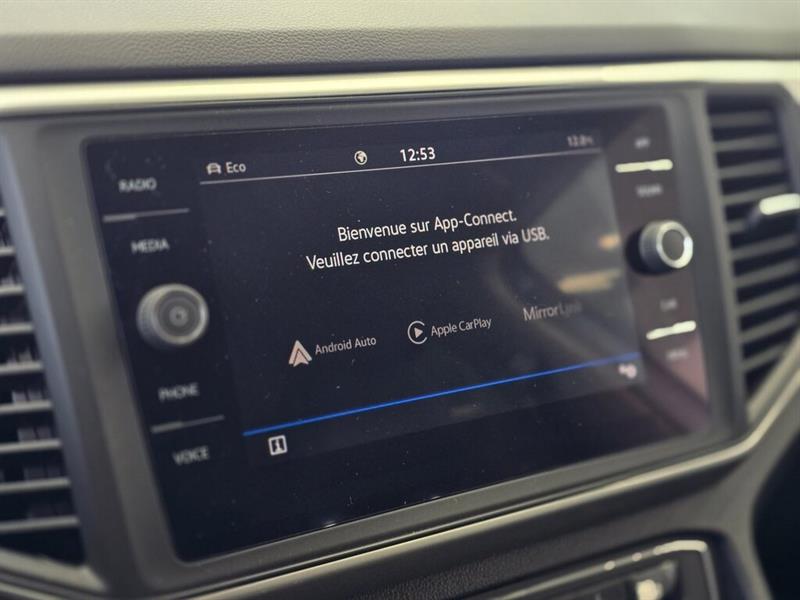 Eco
12:53
RADIO
MEDIA
PHONE
VOICE
Bienvenue sur App-Connect.
Veuillez connecter un appareil via USB.
Android Auto
Apple CarPlay
MirrorLink
APP